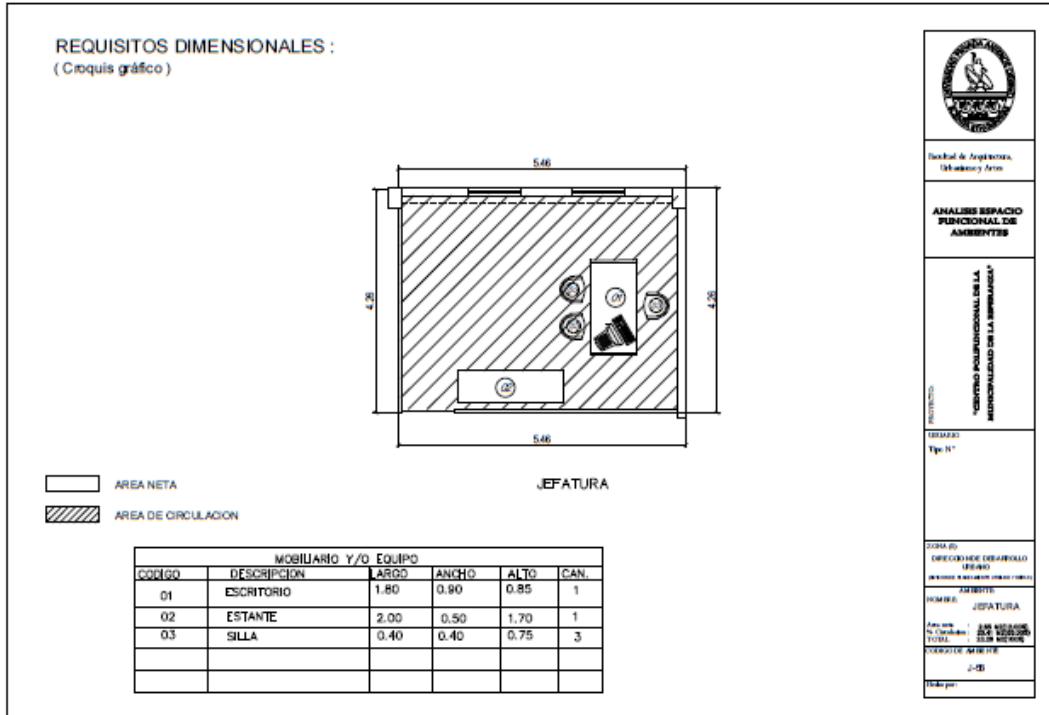 REQUISITOS DIMENSIONALES :
( Croquis gráfico )
5.46
4.26
4.26
01
02
5.46
JEFATURA
AREA NETA
AREA DE CIRCULACION
MOBILIARIO Y/O EQUIPO
CODIGO DESCRIPCION LARGO ANCHO ALTO CAN.
01 ESCRITORIO 1.80 0.90 0.85 1
02 ESTANTE 2.00 0.50 1.70 1
03 SILLA 0.40 0.40 0.75 3
Facultad de Arquitectura,
Urbanismo y Artes
ANALISIS ESPACIO
FUNCIONAL DE
AMBIENTES
PROYECTO:
"CENTRO POLIFUNCIONAL DE LA
MUNICIPALIDAD DE LA ESPERANZA"
USUARIO:
Tipo N°
ZONA (S)
DIRECCION DE DESARROLLO
URBANO
AMBIENTE
NOMBRE:
JEFATURA
Area neta :
% Circulacion :
TOTAL :
CODIGO DE AMBIENTE
Hecho por: